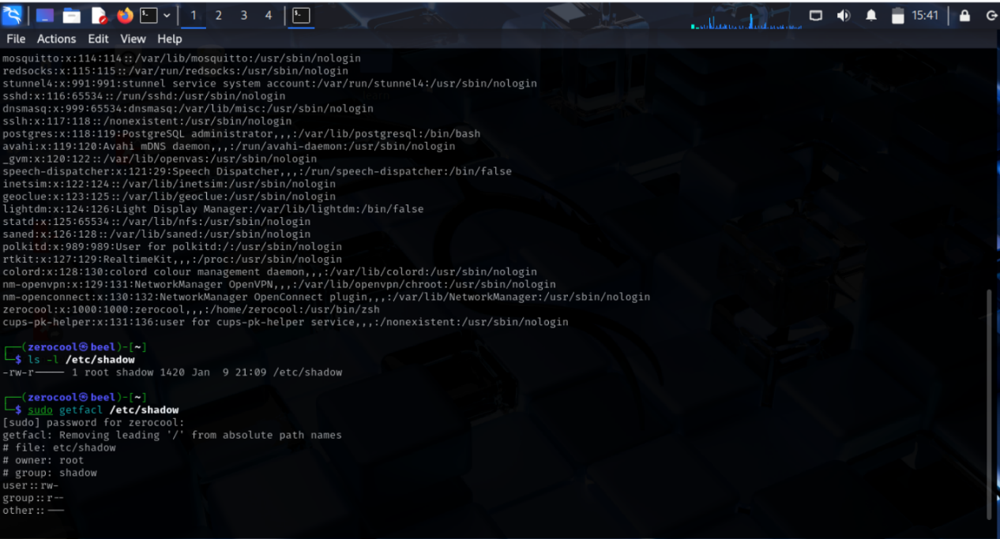 1 2 3 4 15:41
File Actions Edit View Help
mosquitto:x:114:114::/var/lib/mosquitto:/usr/sbin/nologin
redsocks:x:115:115::/var/run/redsocks:/usr/sbin/nologin
stunnel4:x:991:991:stunnel service system account:/var/run/stunnel4:/usr/sbin/nologin
sshd:x:116:65534::/run/sshd:/usr/sbin/nologin
dnsmasq:x:999:65534:dnsmasq:/var/lib/misc:/usr/sbin/nologin
sslh:x:117:118::/nonexistent:/usr/sbin/nologin
postgres:x:118:119:PostgreSQL administrator,,,:/var/lib/postgresql:/bin/bash
avahi:x:119:120:Avahi mDNS daemon,,,:/run/avahi-daemon:/usr/sbin/nologin
_gvm:x:120:122::/var/lib/openvas:/usr/sbin/nologin
speech-dispatcher:x:121:29:Speech Dispatcher,,,:/run/speech-dispatcher:/bin/false
inetsim:x:122:124::/var/lib/inetsim:/usr/sbin/nologin
geoclue:x:123:125::/var/lib/geoclue:/usr/sbin/nologin
lightdm:x:124:126:Light Display Manager:/var/lib/lightdm:/bin/false
statd:x:125:65534::/var/lib/nfs:/usr/sbin/nologin
saned:x:126:128::/var/lib/saned:/usr/sbin/nologin
polkitd:x:989:989:User for polkitd:/:/usr/sbin/nologin
rtkit:x:127:129:RealtimeKit,,,:/proc:/usr/sbin/nologin
colord:x:128:130:colord colour management daemon,,,:/var/lib/colord:/usr/sbin/nologin
nm-openvpn:x:129:131:NetworkManager OpenVPN,,,:/var/lib/openvpn/chroot:/usr/sbin/nologin
nm-openconnect:x:130:132:NetworkManager OpenConnect plugin,,,:/var/lib/NetworkManager:/usr/sbin/nologin
zerocool:x:1000:1000:zerocool,,,:/home/zerocool:/usr/bin/zsh
cups-pk-helper:x:131:136:user for cups-pk-helper service,,,:/nonexistent:/usr/sbin/nologin
┌──(zerocool㉿beel)-[~]
└─$ ls -l /etc/shadow
-rw-r----- 1 root shadow 1420 Jan  9 21:09 /etc/shadow
┌──(zerocool㉿beel)-[~]
└─$ sudo getfacl /etc/shadow
[sudo] password for zerocool:
getfacl: Removing leading '/' from absolute path names
# file: etc/shadow
# owner: root
# group: shadow
user::rw-
group::r--
other::---